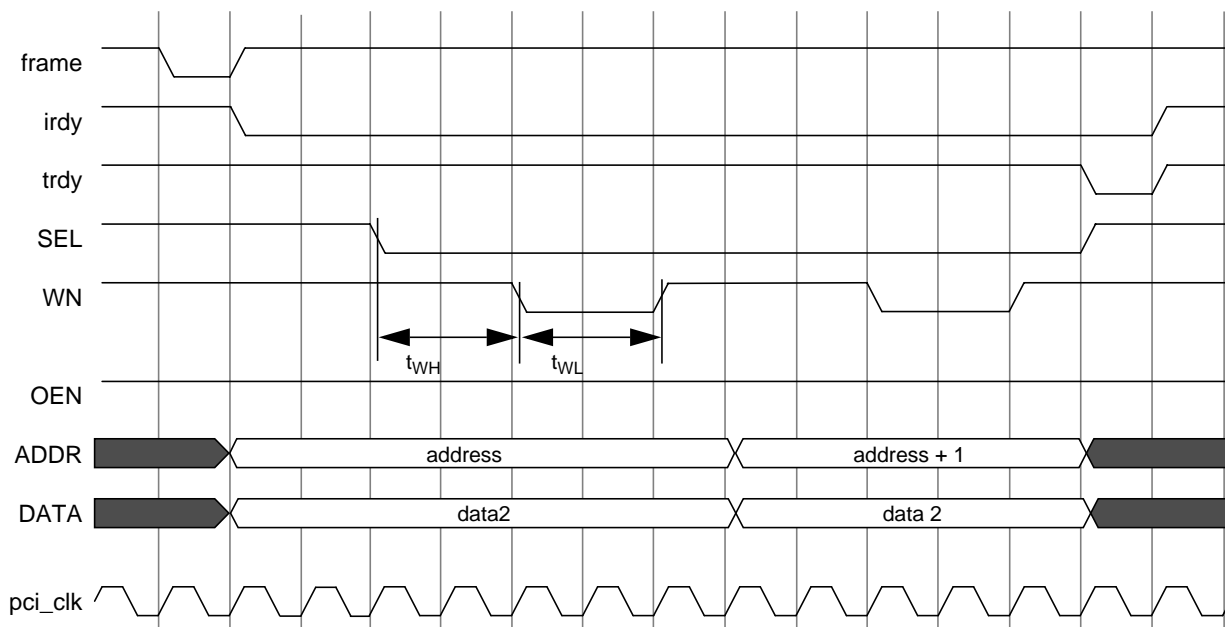 frame
irdy
trdy
SEL
WN
tWH tWL
OEN
ADDR address address + 1
DATA data2 data 2
pci_clk